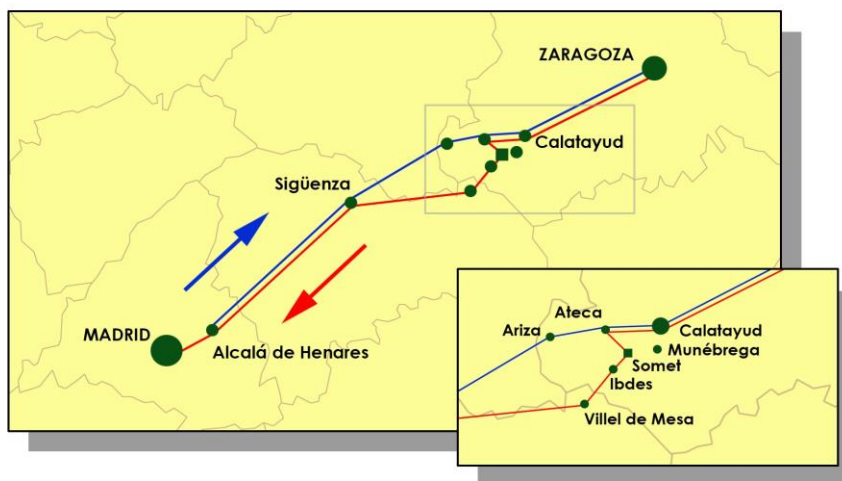 ZARAGOZA
Calatayud
Sigüenza
MADRID
Alcalá de Henares
Ateca
Ariza
Calatayud
Munébrega
Somet
Ibdes
Villel de Mesa